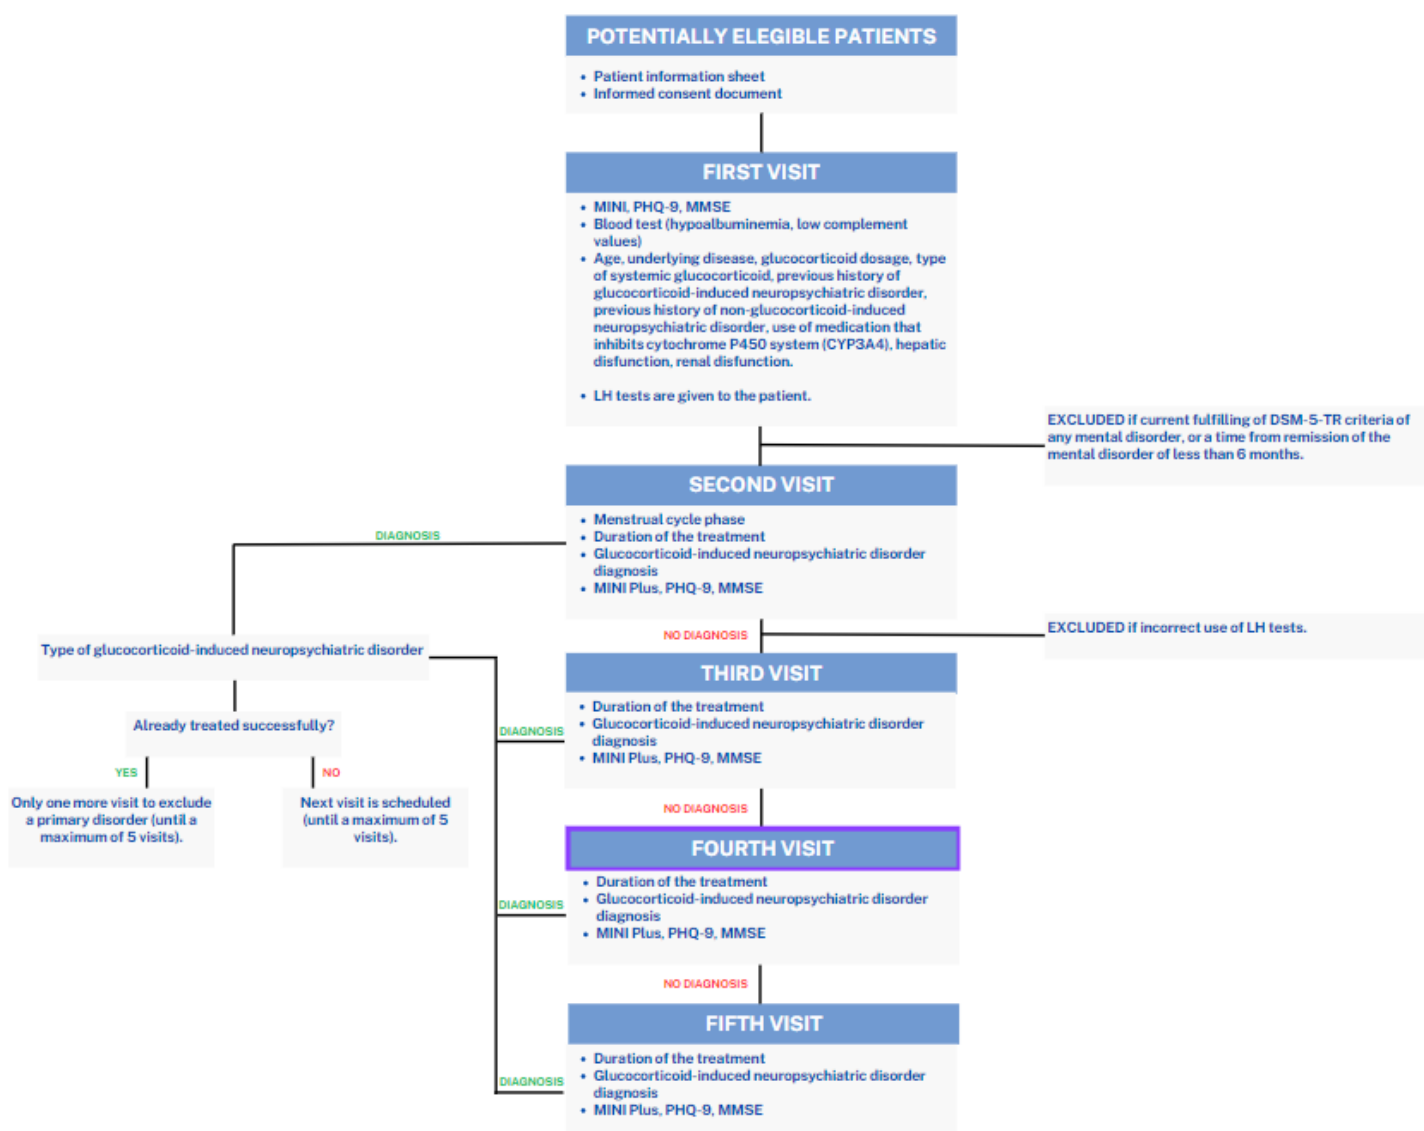 POTENTIALLY ELEGIBLE PATIENTS
• Patient information sheet
• Informed consent document
FIRST VISIT
• MINI, PHQ-9, MMSE
• Blood test (hypoalbuminemia, low complement
values)
• Age, underlying disease, glucocorticoid dosage, type
of systemic glucocorticoid, previous history of
glucocorticoid-induced neuropsychiatric disorder,
previous history of non-glucocorticoid-induced
neuropsychiatric disorder, use of medication that
inhibits cytochrome P450 system (CYP3A4), hepatic
disfunction, renal disfunction.
• LH tests are given to the patient.
EXCLUDED if current fulfilling of DSM-5-TR criteria of
any mental disorder, or a time from remission of the
mental disorder of less than 6 months.
SECOND VISIT
• Menstrual cycle phase
• Duration of the treatment
• Glucocorticoid-induced neuropsychiatric disorder
diagnosis
• MINI Plus, PHQ-9, MMSE
DIAGNOSIS
NO DIAGNOSIS
EXCLUDED if incorrect use of LH tests.
Type of glucocorticoid-induced neuropsychiatric disorder
Already treated successfully?
YES
NO
Only one more visit to exclude
a primary disorder (until a
maximum of 5 visits).
Next visit is scheduled
(until a maximum of 5
visits).
THIRD VISIT
• Duration of the treatment
• Glucocorticoid-induced neuropsychiatric disorder
diagnosis
• MINI Plus, PHQ-9, MMSE
DIAGNOSIS
NO DIAGNOSIS
FOURTH VISIT
• Duration of the treatment
• Glucocorticoid-induced neuropsychiatric disorder
diagnosis
• MINI Plus, PHQ-9, MMSE
DIAGNOSIS
NO DIAGNOSIS
FIFTH VISIT
• Duration of the treatment
• Glucocorticoid-induced neuropsychiatric disorder
diagnosis
• MINI Plus, PHQ-9, MMSE
DIAGNOSIS